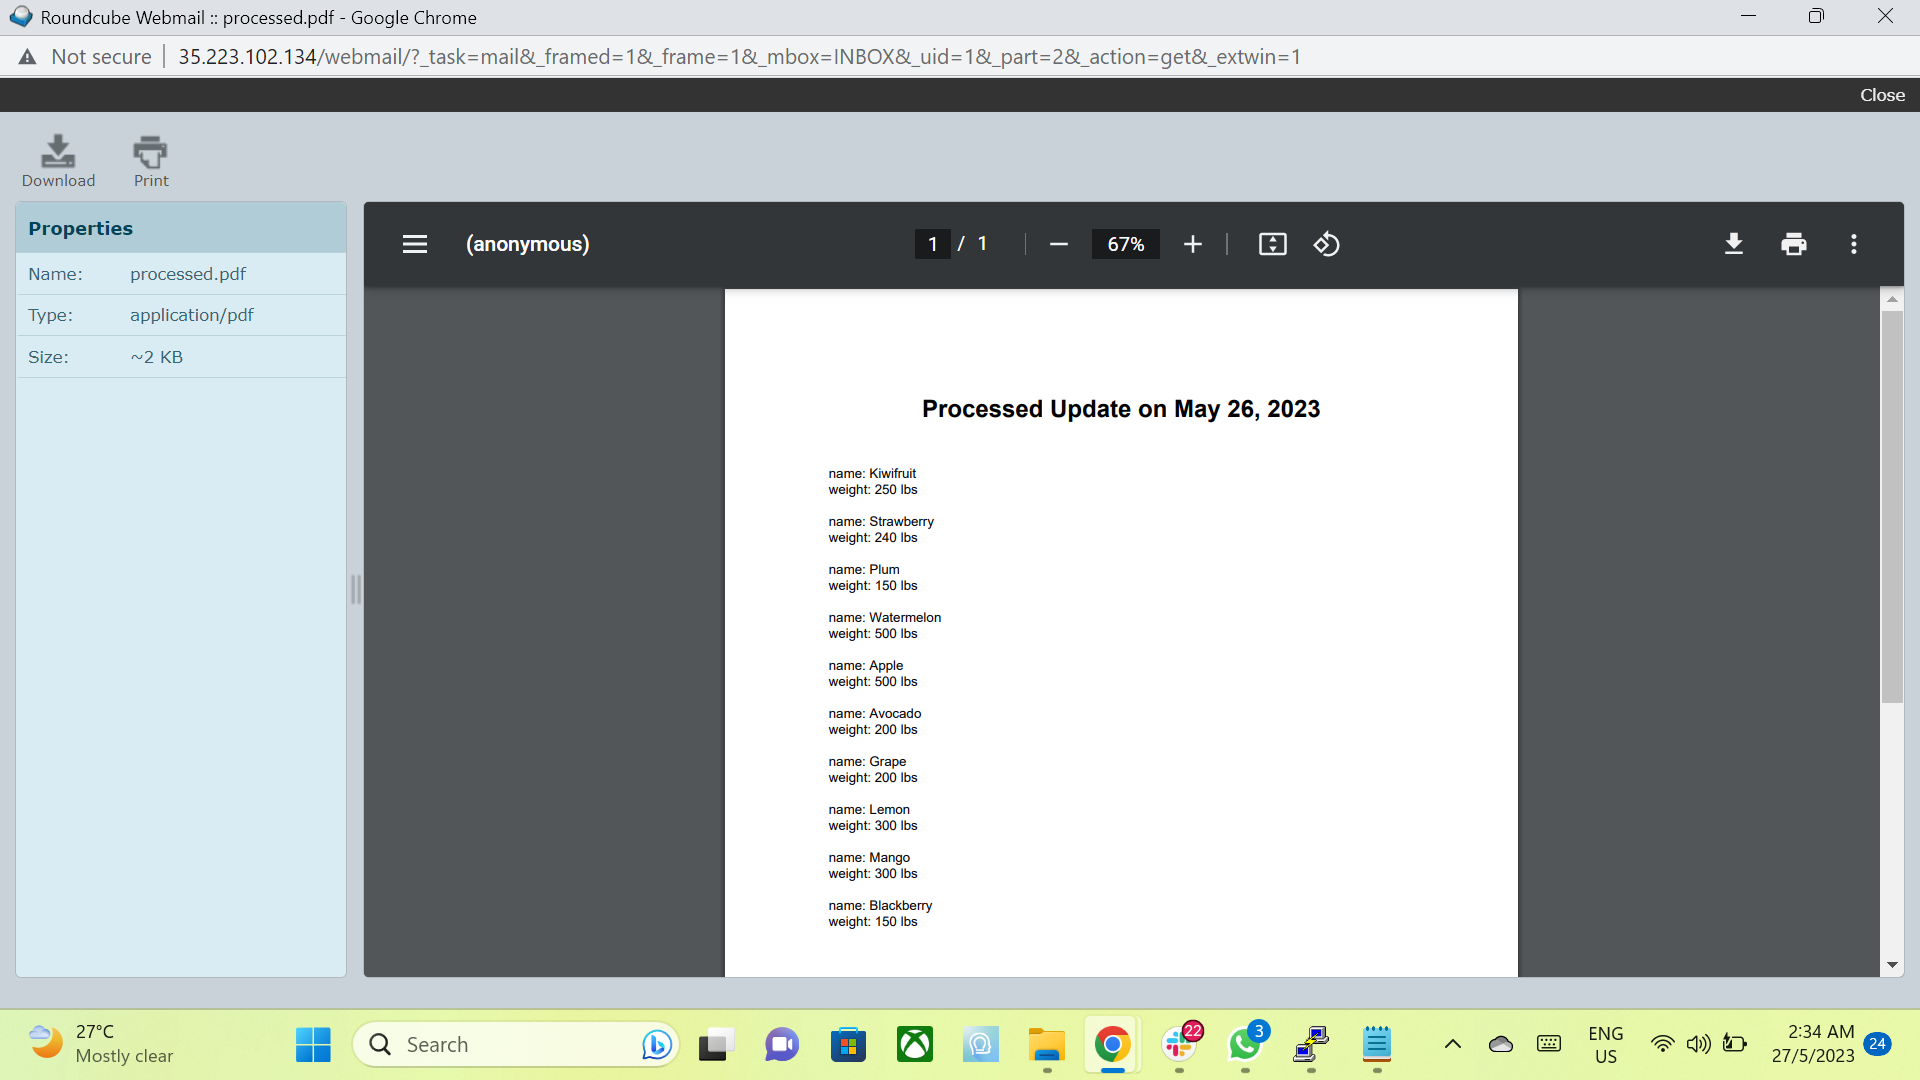 Roundcube Webmail :: processed.pdf - Google Chrome
Not secure
35.223.102.134/webmail/?_task=mail&_framed=1&_frame=1&_mbox=INBOX&_uid=1&_part=2&_action=get&_extwin=1
Close
Download
Print
Properties
Name: processed.pdf
Type: application/pdf
Size: ~2 KB
(anonymous)
1 / 1
67%
Processed Update on May 26, 2023
name: Kiwifruit
weight: 250 lbs
name: Strawberry
weight: 240 lbs
name: Plum
weight: 150 lbs
name: Watermelon
weight: 500 lbs
name: Apple
weight: 500 lbs
name: Avocado
weight: 200 lbs
name: Grape
weight: 200 lbs
name: Lemon
weight: 300 lbs
name: Mango
weight: 300 lbs
name: Blackberry
weight: 150 lbs
27°C
Mostly clear
Search
22
3
ENG
US
2:34 AM
27/5/2023
24